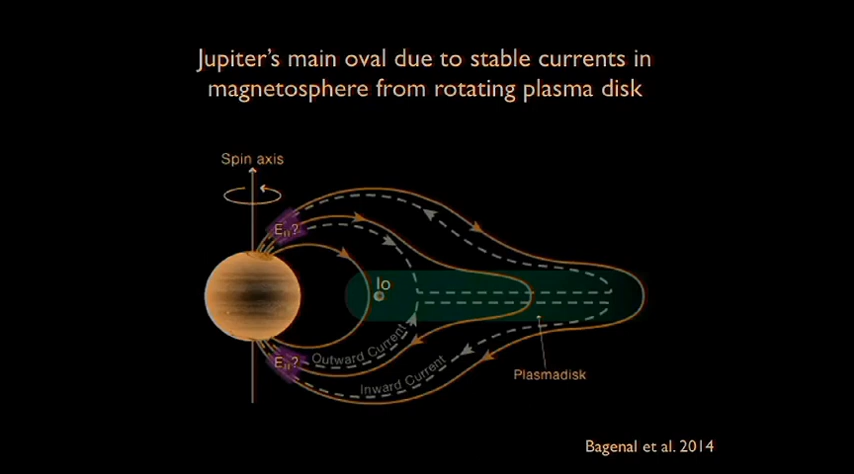 Jupiter's main oval due to stable currents in
magnetosphere from rotating plasma disk
Spin axis
E||?
Io
Outward Current
E||?
Inward Current
Plasmadisk
Bagenal et al. 2014